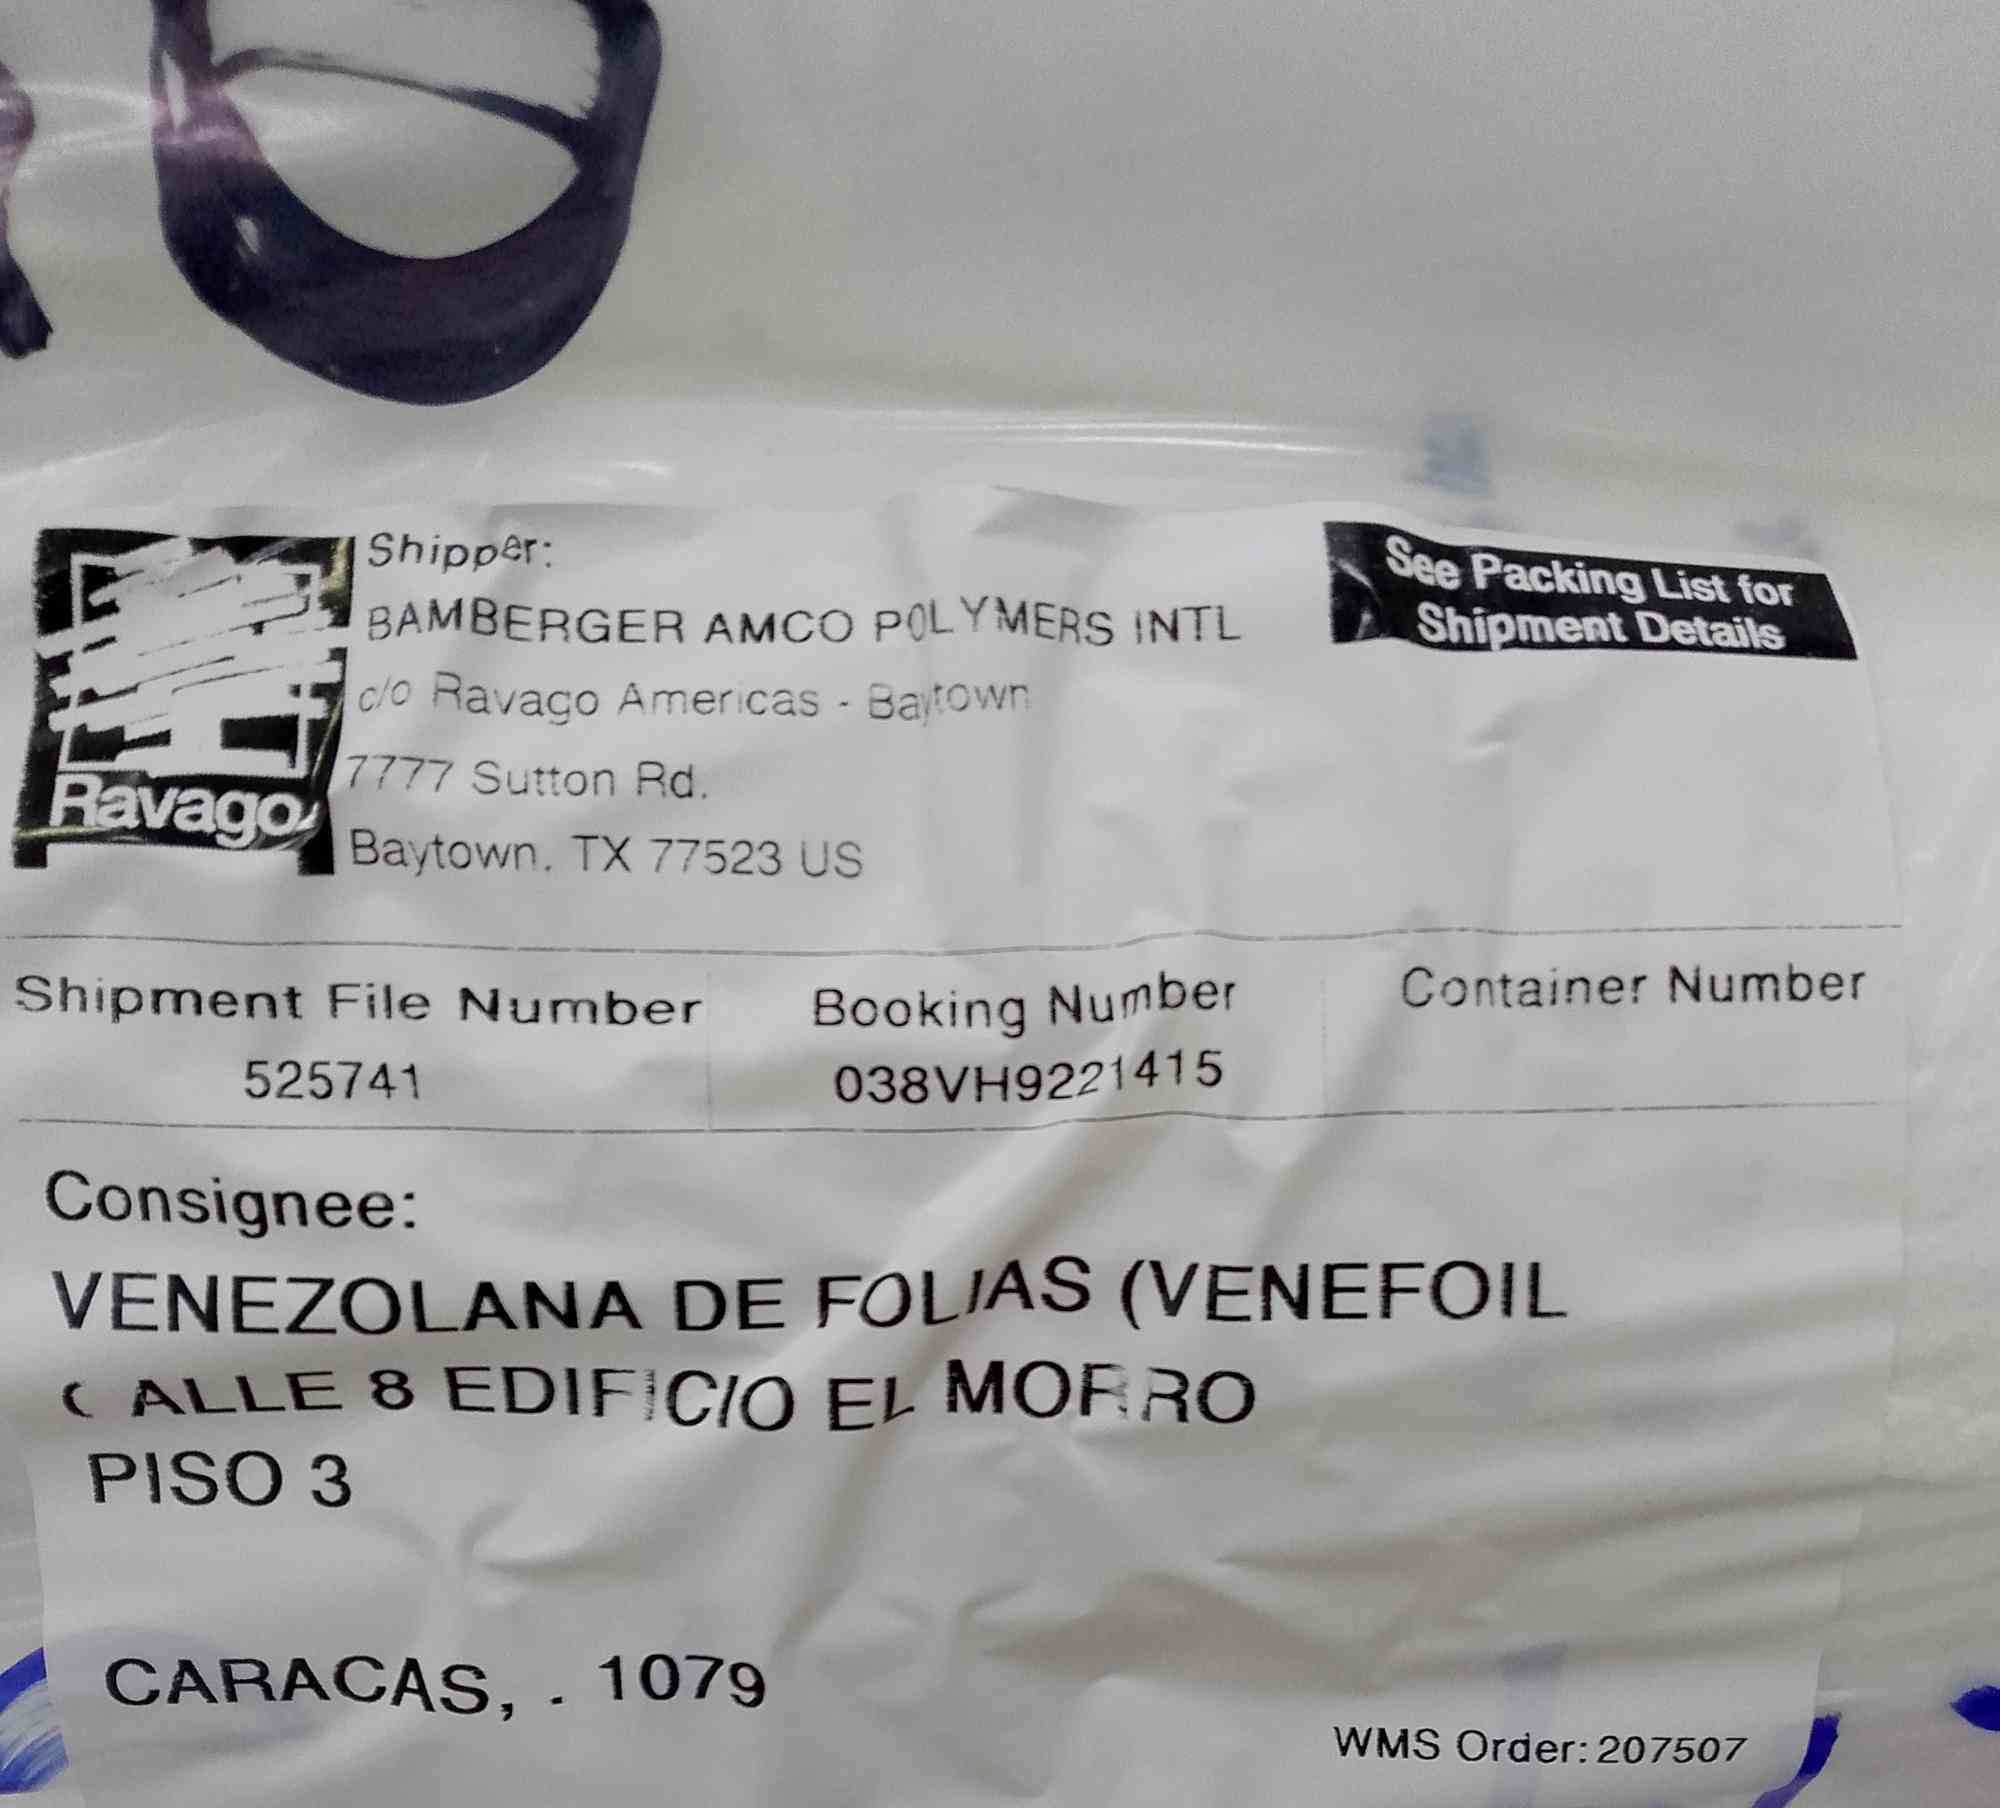 Ravago
Shipper:
BAMBERGER AMCO POLYMERS INTL
c/o Ravago Americas - Baytown
7777 Sutton Rd.
Baytown. TX 77523 US
See Packing List for
Shipment Details
Shipment File Number
525741
Booking Number
038VH9221415
Container Number
Consignee:
VENEZOLANA DE FOLIAS (VENEFOIL
CALLE 8 EDIFICIO EL MORRO
PISO 3
CARACAS, . 1079
WMS Order: 207507